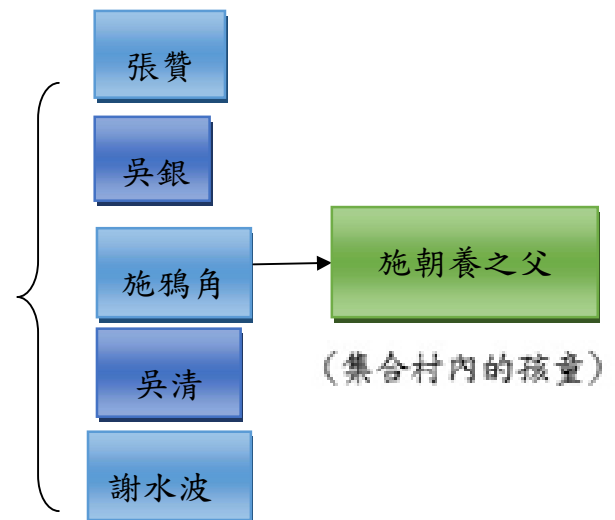 張贊
吳銀
施鴉角
施朝養之父
(集合村內的孩童)
吳清
謝水波